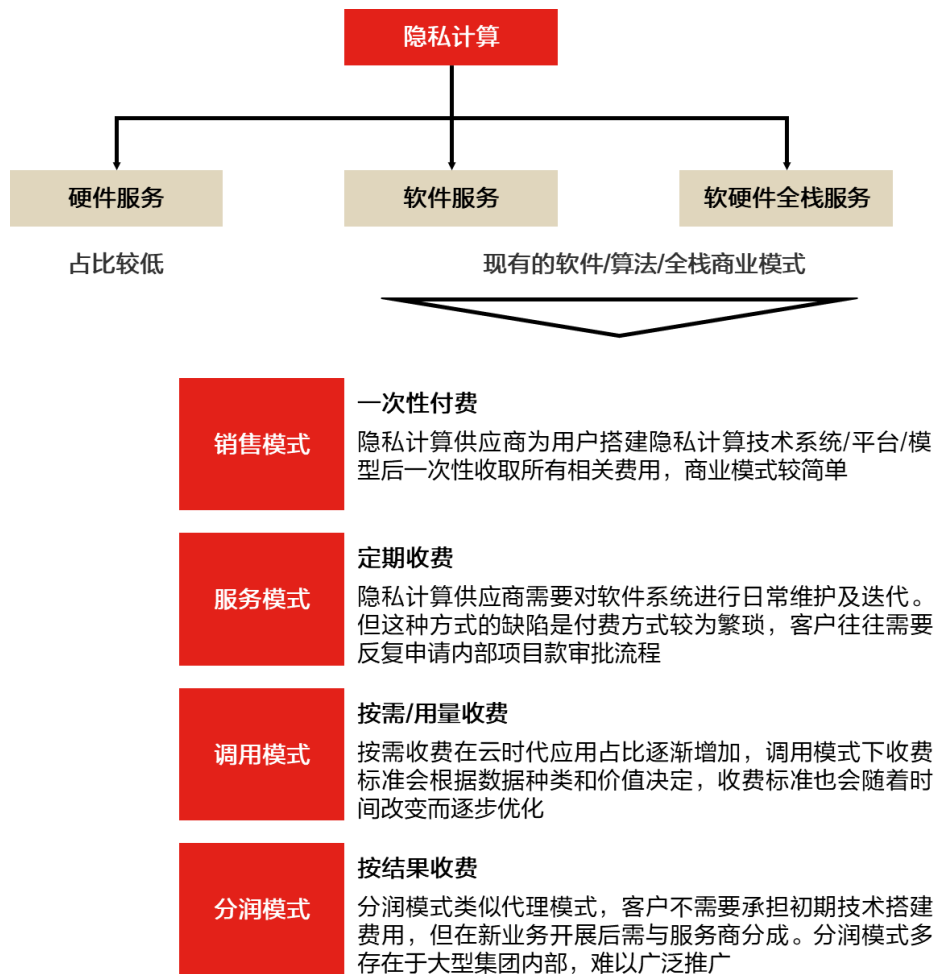 隐私计算
硬件服务
软件服务
软硬件全栈服务
占比较低
现有的软件/算法/全栈商业模式
销售模式
一次性付费
隐私计算供应商为用户搭建隐私计算技术系统/平台/模
型后一次性收取所有相关费用，商业模式较简单
服务模式
定期收费
隐私计算供应商需要对软件系统进行日常维护及迭代。
但这种方式的缺陷是付费方式较为繁琐，客户往往需要
反复申请内部项目款审批流程
调用模式
按需/用量收费
按需收费在云时代应用占比逐渐增加，调用模式下收费
标准会根据数据种类和价值决定，收费标准也会随着时
间改变而逐步优化
分润模式
按结果收费
分润模式类似代理模式，客户不需要承担初期技术搭建
费用，但在新业务开展后需与服务商分成。分润模式多
存在于大型集团内部，难以广泛推广